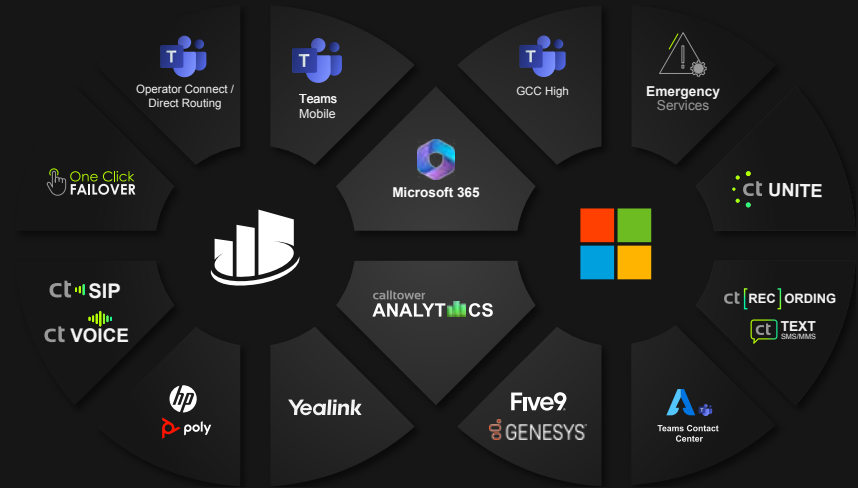 T
Operator Connect /
Direct Routing
T
Teams
Mobile
T
GCC High
Emergency
Services
Microsoft 365
One Click
FAILOVER
ct UNITE
ct SIP
ct VOICE
calltower
ANALYTICS
ct [REC]ORDING
ct TEXT
SMS/MMS
hp
poly
Yealink
Five9
GENESYS
Teams Contact
Center